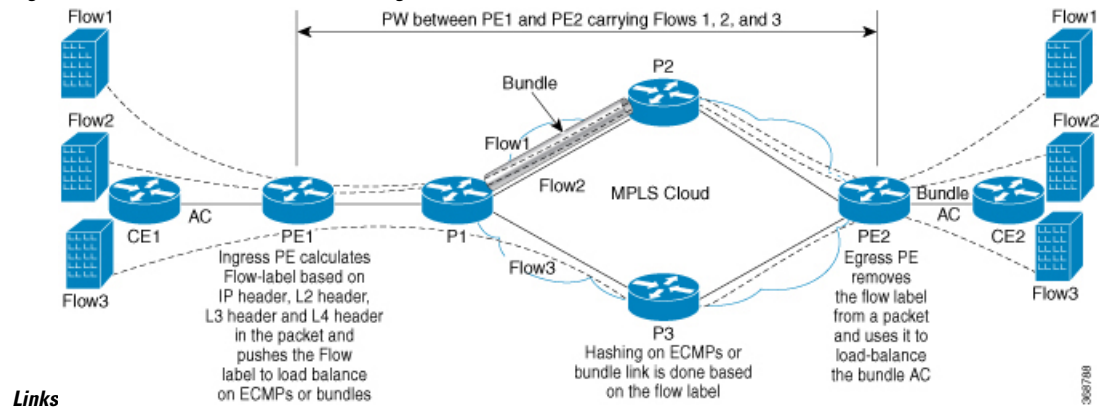 Flow1
PW between PE1 and PE2 carrying Flows 1, 2, and 3
Flow1
P2
Bundle
Flow2
Flow1
Flow2
Flow2
MPLS Cloud
Bundle
AC
AC
CE1
PE1
P1
PE2
CE2
Flow3
Flow3
Flow3
Ingress PE calculates
Flow-label based on
IP header, L2 header,
L3 header and L4 header
in the packet and
pushes the Flow
label to load balance
on ECMPs or bundles
P3
Hashing on ECMPs or
bundle link is done based
on the flow label
Egress PE
removes
the flow label
from a packet
and uses it to
load-balance
the bundle AC
368788
Links